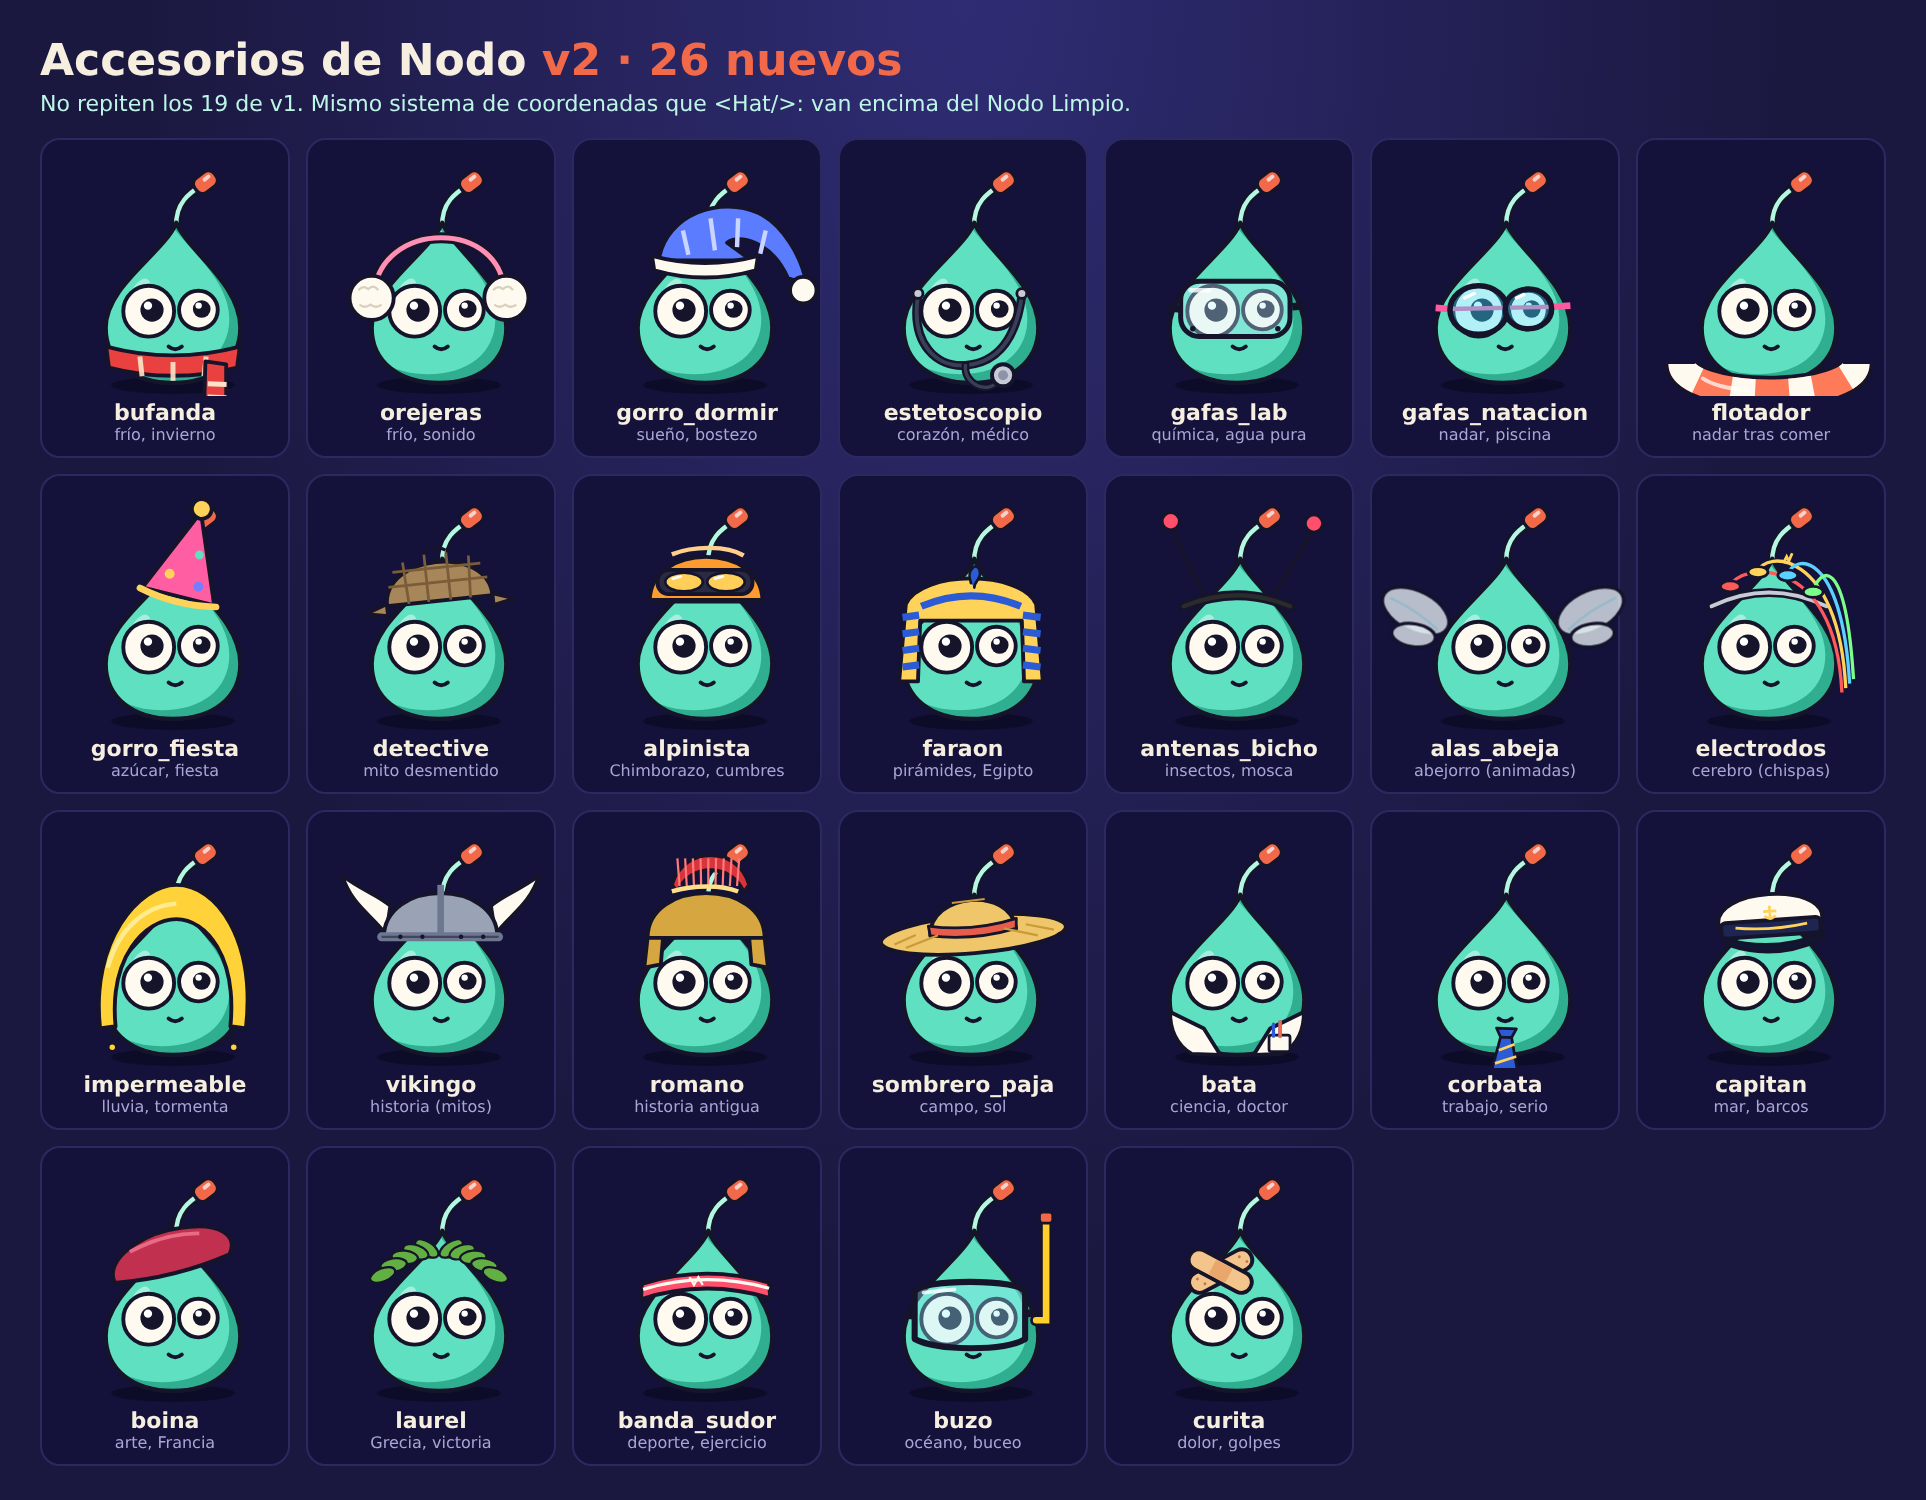 Accesorios de Nodo v2 · 26 nuevos
No repiten los 19 de v1. Mismo sistema de coordenadas que <Hat/>: van encima del Nodo Limpio.
bufanda
frío, invierno
orejeras
frío, sonido
gorro_dormir
sueño, bostezo
estetoscopio
corazón, médico
gafas_lab
química, agua pura
gafas_natacion
nadar, piscina
flotador
nadar tras comer
gorro_fiesta
azúcar, fiesta
detective
mito desmentido
alpinista
Chimborazo, cumbres
faraon
pirámides, Egipto
antenas_bicho
insectos, mosca
alas_abeja
abejorro (animadas)
electrodos
cerebro (chispas)
impermeable
lluvia, tormenta
vikingo
historia (mitos)
romano
historia antigua
sombrero_paja
campo, sol
bata
ciencia, doctor
corbata
trabajo, serio
capitan
mar, barcos
boina
arte, Francia
laurel
Grecia, victoria
banda_sudor
deporte, ejercicio
buzo
océano, buceo
curita
dolor, golpes